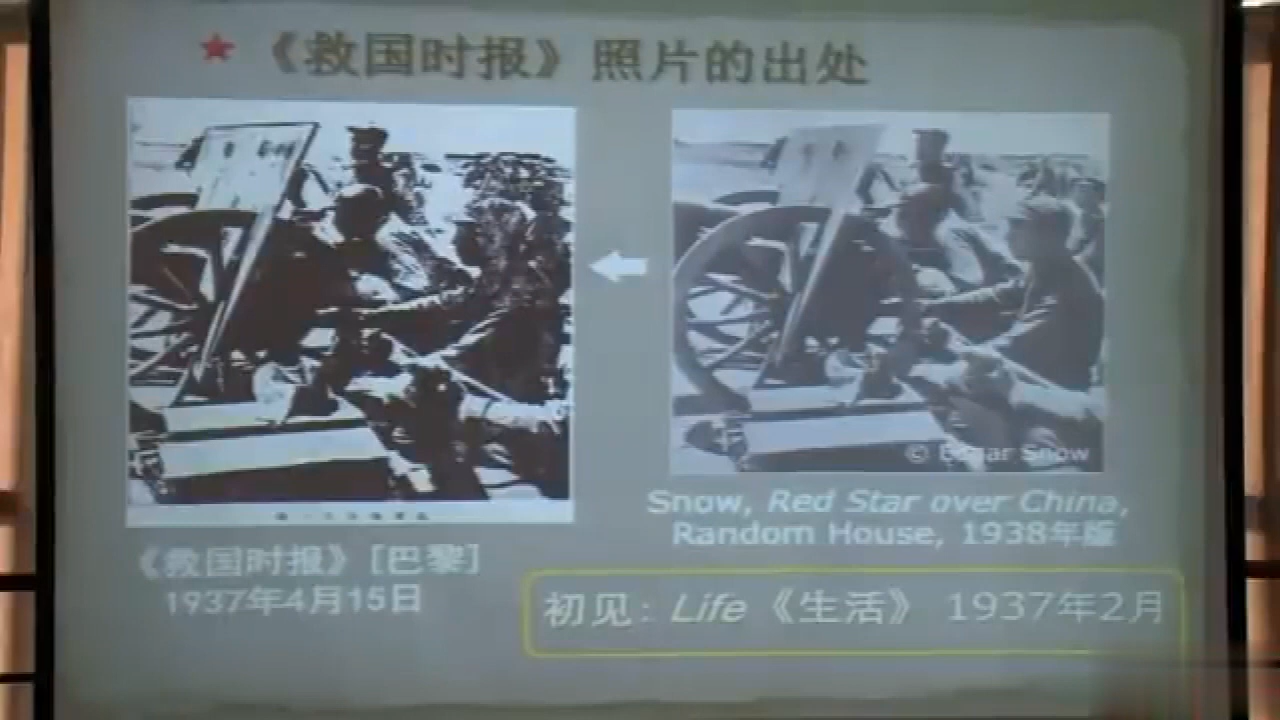 《救国时报》照片的出处
© Edgar Snow
Snow, Red Star over China,
Random House, 1938年版
《救国时报》[巴黎]
1937年4月15日
初见：Life《生活》 1937年2月